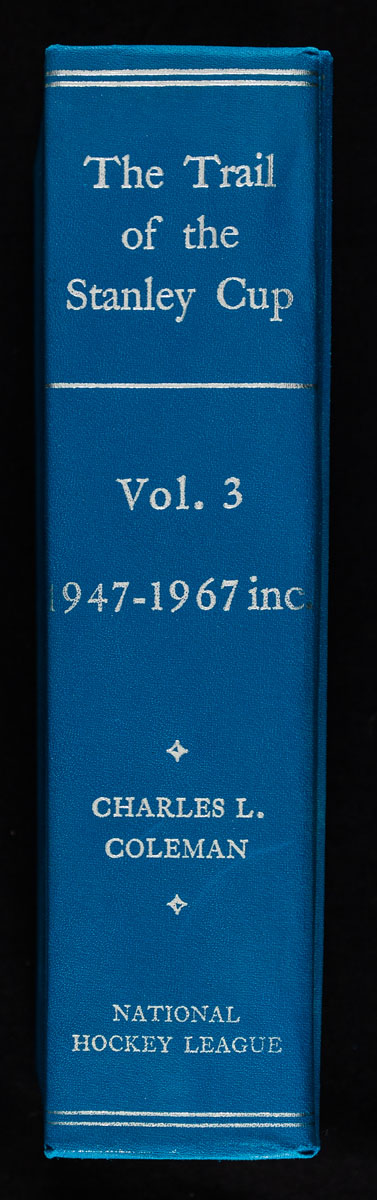 The Trail
of the
Stanley Cup
Vol. 3
1947-1967 inc.
CHARLES L.
COLEMAN
NATIONAL
HOCKEY LEAGUE